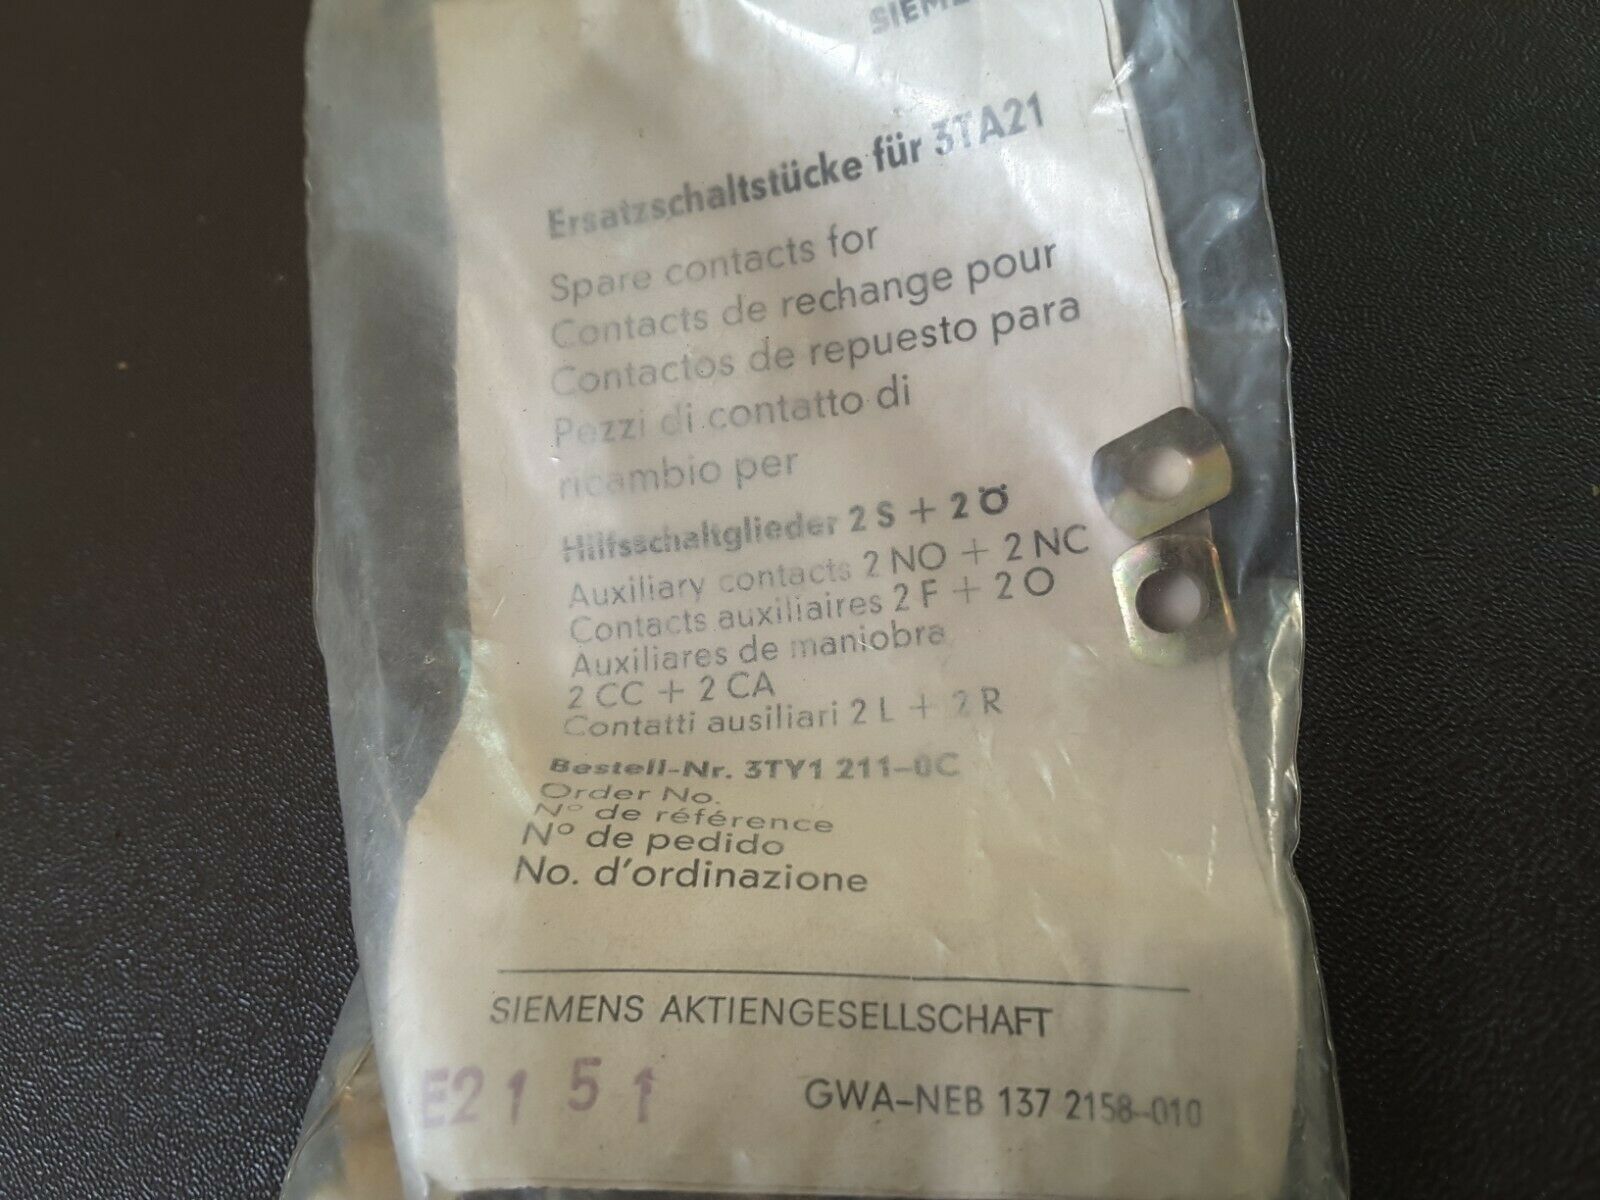 Ersatzschaltstücke für 3TA21
Spare contacts for
Contacts de rechange pour
Contactos de repuesto para
Pezzi di contatto di
ricambio per
Hilfsschaltglieder 2 S + 2 Ö
Auxiliary contacts 2 NO + 2 NC
Contacts auxiliaires 2 F + 2 O
Auxiliares de maniobra
2 CC + 2 CA
Contatti ausiliari 2 L + 2 R
Bestell-Nr. 3TY1 211-0C
Order No.
N° de référence
N° de pedido
No. d'ordinazione
SIEMENS AKTIENGESELLSCHAFT
E21 5 1
GWA-NEB 137 2158-010